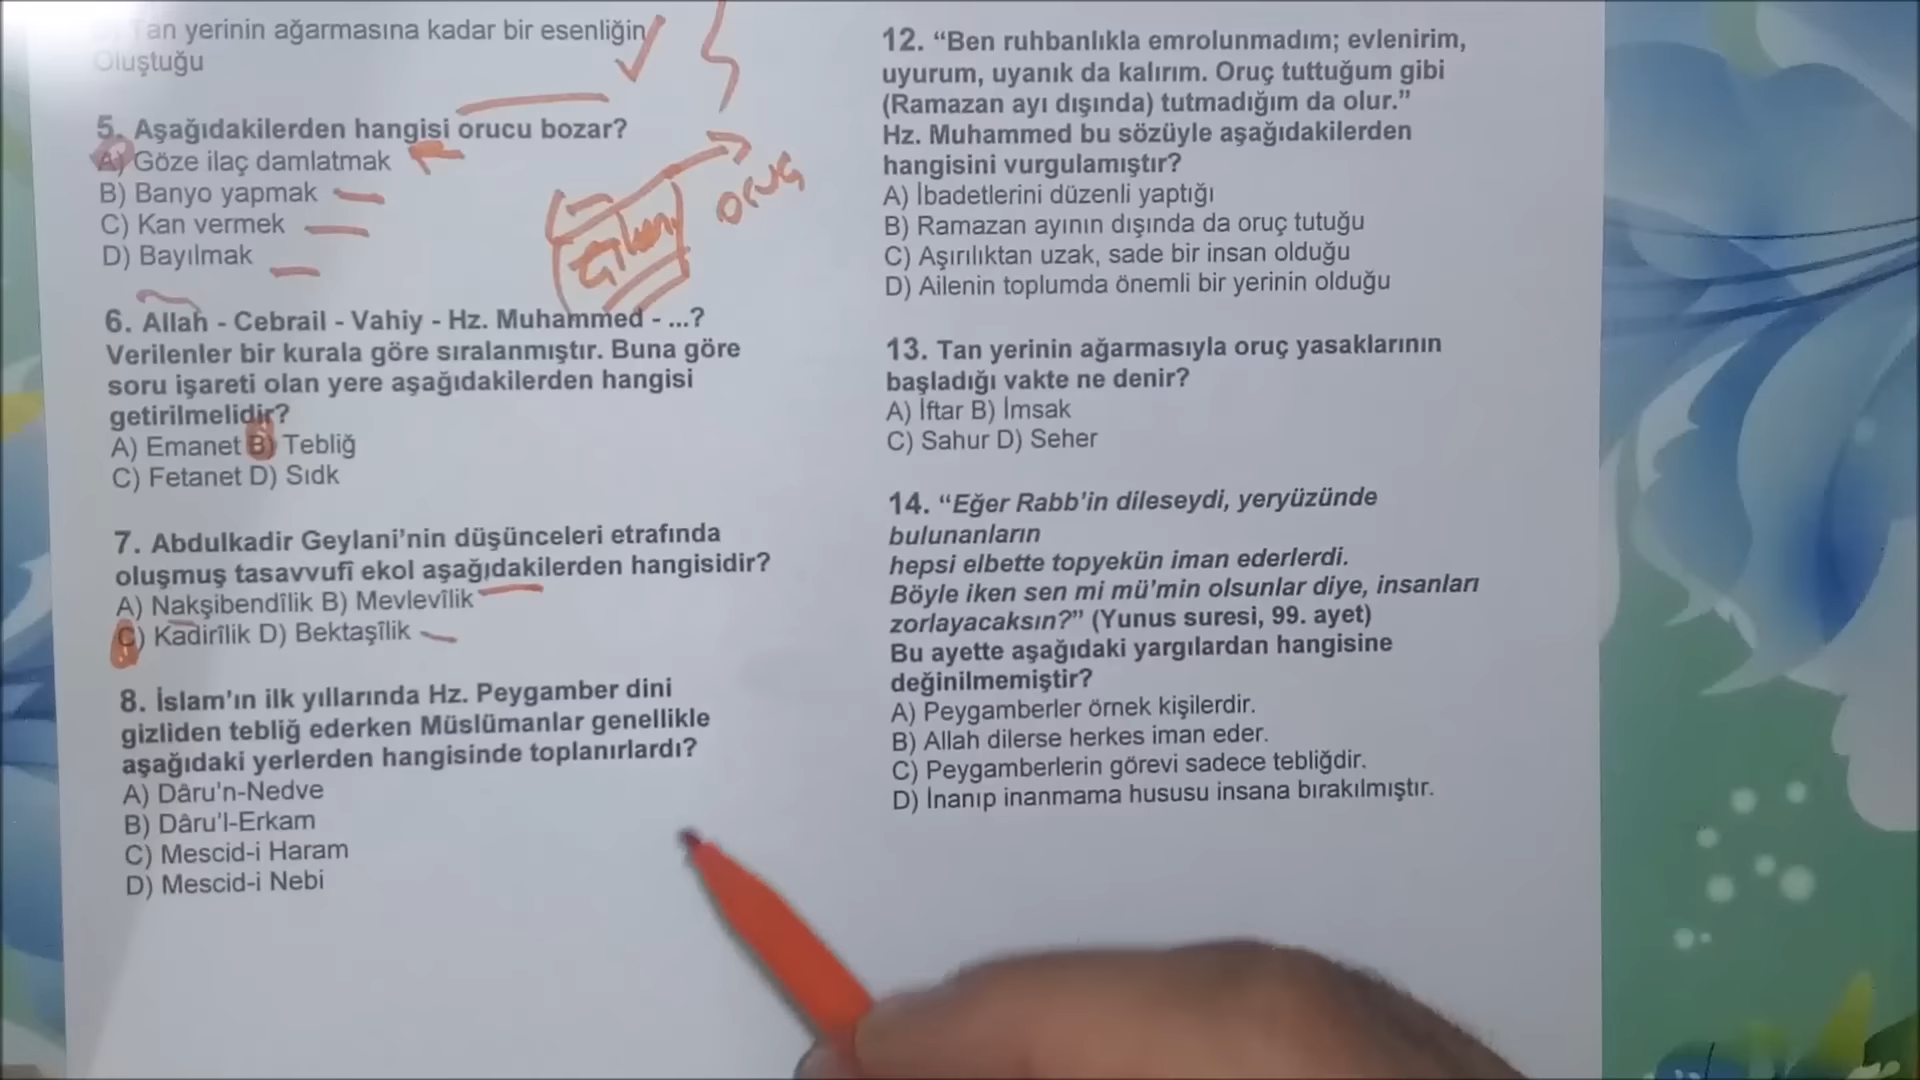 Tan yerinin ağarmasına kadar bir esenliğin
Oluştuğu
5. Aşağıdakilerden hangisi orucu bozar?
A) Göze ilaç damlatmak
B) Banyo yapmak
C) Kan vermek
D) Bayılmak
oruç
6. Allah - Cebrail - Vahiy - Hz. Muhammed - ...?
Verilenler bir kurala göre sıralanmıştır. Buna göre
soru işareti olan yere aşağıdakilerden hangisi
getirilmelidir?
A) Emanet B) Tebliğ
C) Fetanet D) Sıdk
7. Abdulkadir Geylani’nin düşünceleri etrafında
oluşmuş tasavvufî ekol aşağıdakilerden hangisidir?
A) Nakşibendîlik B) Mevlevîlik
C) Kadirîlik D) Bektaşîlik
8. İslam’ın ilk yıllarında Hz. Peygamber dini
gizliden tebliğ ederken Müslümanlar genellikle
aşağıdaki yerlerden hangisinde toplanırlardı?
A) Dâru'n-Nedve
B) Dâru'l-Erkam
C) Mescid-i Haram
D) Mescid-i Nebi
12. “Ben ruhbanlıkla emrolunmadım; evlenirim,
uyurum, uyanık da kalırım. Oruç tuttuğum gibi
(Ramazan ayı dışında) tutmadığım da olur.”
Hz. Muhammed bu sözüyle aşağıdakilerden
hangisini vurgulamıştır?
A) İbadetlerini düzenli yaptığı
B) Ramazan ayının dışında da oruç tutuğu
C) Aşırılıktan uzak, sade bir insan olduğu
D) Ailenin toplumda önemli bir yerinin olduğu
13. Tan yerinin ağarmasıyla oruç yasaklarının
başladığı vakte ne denir?
A) İftar B) İmsak
C) Sahur D) Seher
14. “Eğer Rabb’in dileseydi, yeryüzünde
bulunanların
hepsi elbette topyekün iman ederlerdi.
Böyle iken sen mi mü’min olsunlar diye, insanları
zorlayacaksın?” (Yunus suresi, 99. ayet)
Bu ayette aşağıdaki yargılardan hangisine
değinilmemiştir?
A) Peygamberler örnek kişilerdir.
B) Allah dilerse herkes iman eder.
C) Peygamberlerin görevi sadece tebliğdir.
D) İnanıp inanmama hususu insana bırakılmıştır.